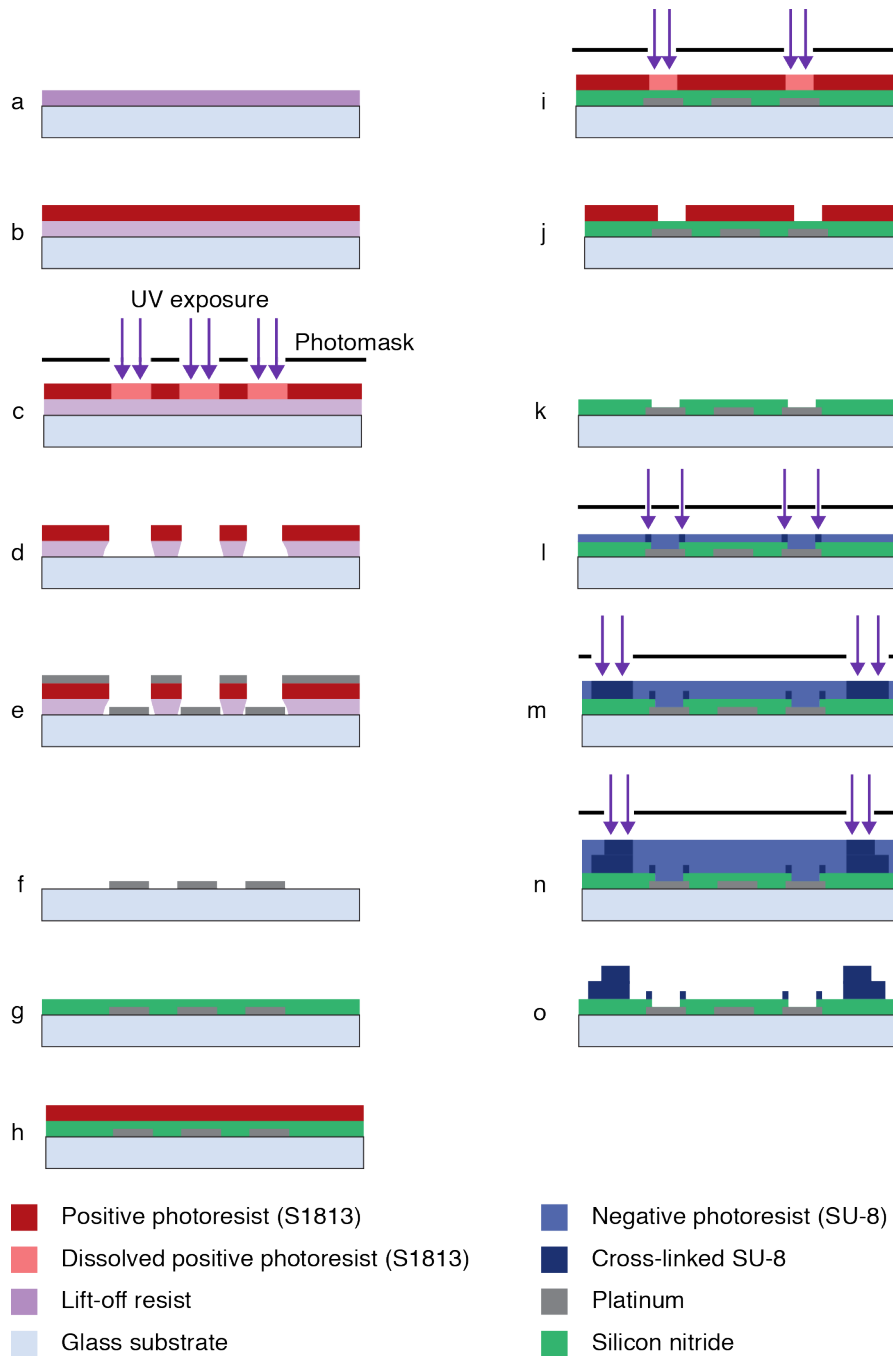 a
b
UV exposure
Photomask
c
d
e
f
g
h
i
j
k
l
m
n
o
Positive photoresist (S1813)
Dissolved positive photoresist (S1813)
Lift-off resist
Glass substrate
Negative photoresist (SU-8)
Cross-linked SU-8
Platinum
Silicon nitride